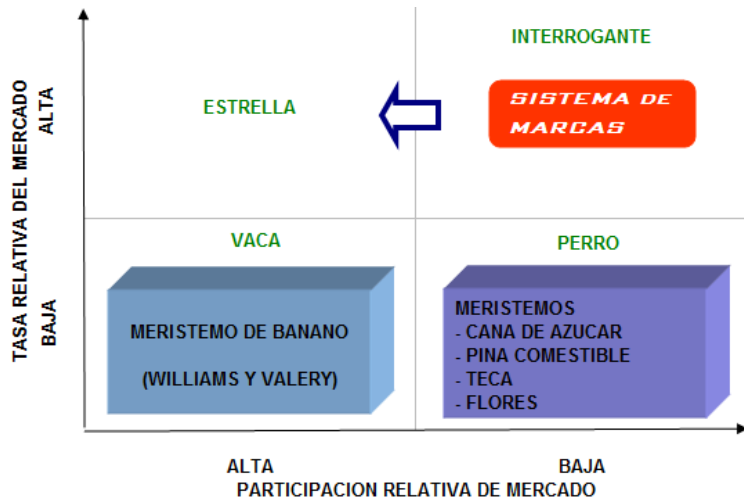 INTERROGANTE
ESTRELLA
SISTEMA DE
MARCAS
TASA RELATIVA DEL MERCADO
ALTA
BAJA
VACA
PERRO
MERISTEMO DE BANANO
(WILLIAMS Y VALERY)
MERISTEMOS
- CANA DE AZUCAR
- PINA COMESTIBLE
- TECA
- FLORES
ALTA
BAJA
PARTICIPACION RELATIVA DE MERCADO